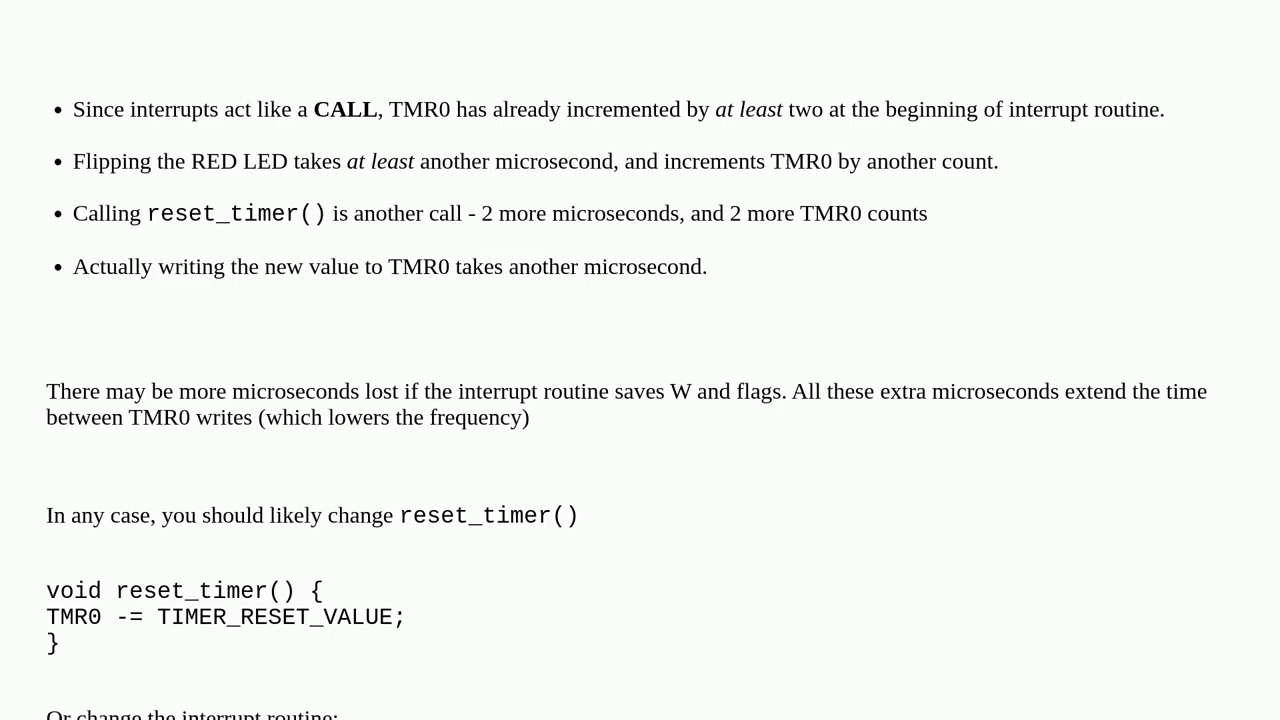 • Since interrupts act like a CALL, TMR0 has already incremented by at least two at the beginning of interrupt routine.
• Flipping the RED LED takes at least another microsecond, and increments TMR0 by another count.
• Calling reset_timer() is another call - 2 more microseconds, and 2 more TMR0 counts
• Actually writing the new value to TMR0 takes another microsecond.
There may be more microseconds lost if the interrupt routine saves W and flags. All these extra microseconds extend the time
between TMR0 writes (which lowers the frequency)
In any case, you should likely change reset_timer()
void reset_timer() {
TMR0 -= TIMER_RESET_VALUE;
}
Or change the interrupt routine: